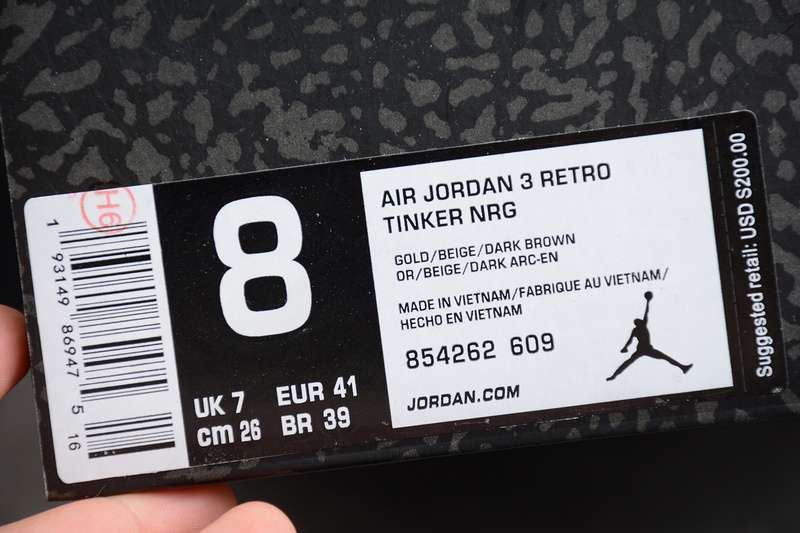 H6
1 93149 86947 5 16
8
UK 7 EUR 41
cm 26 BR 39
AIR JORDAN 3 RETRO
TINKER NRG
GOLD/BEIGE/DARK BROWN
OR/BEIGE/DARK ARC-EN
MADE IN VIETNAM/FABRIQUE AU VIETNAM/
HECHO EN VIETNAM
854262 609
JORDAN.COM
Suggested retail: USD S200.00